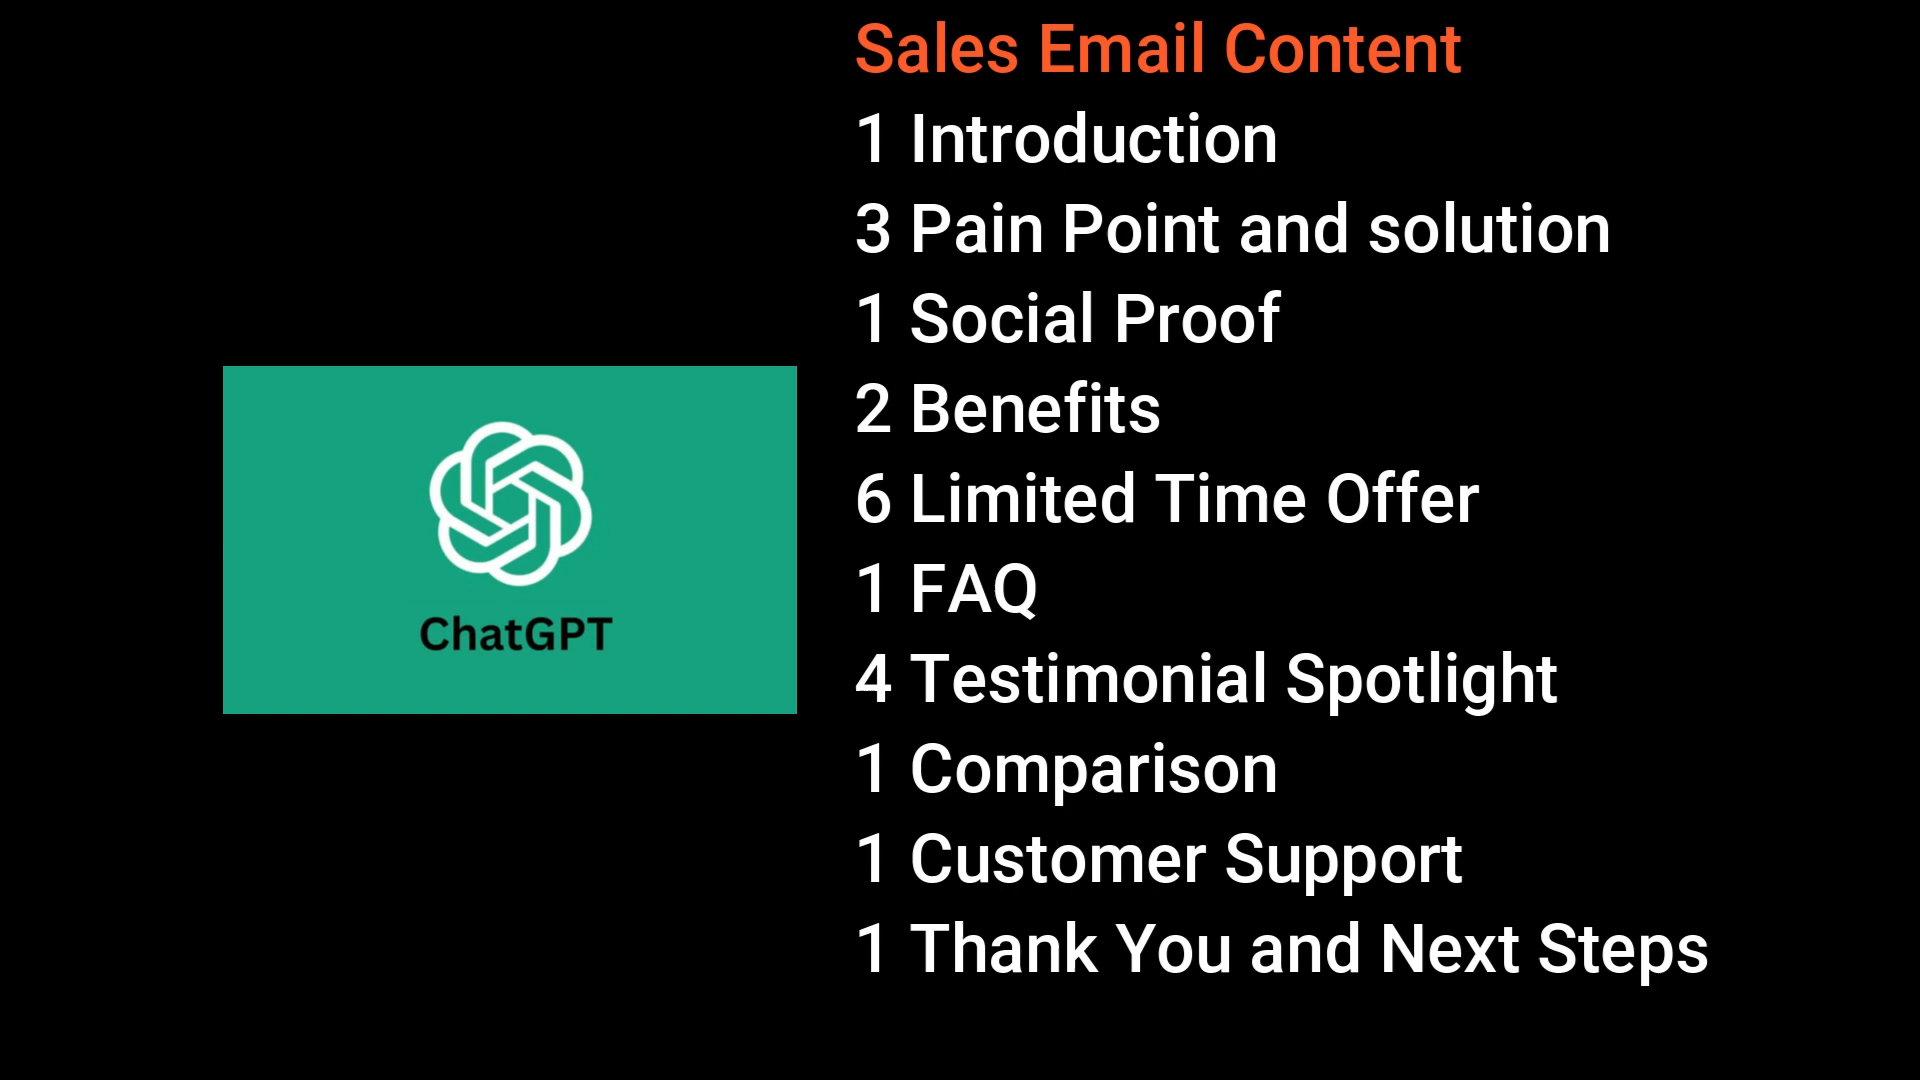 Sales Email Content
1 Introduction
3 Pain Point and solution
1 Social Proof
2 Benefits
6 Limited Time Offer
1 FAQ
4 Testimonial Spotlight
1 Comparison
1 Customer Support
1 Thank You and Next Steps
ChatGPT